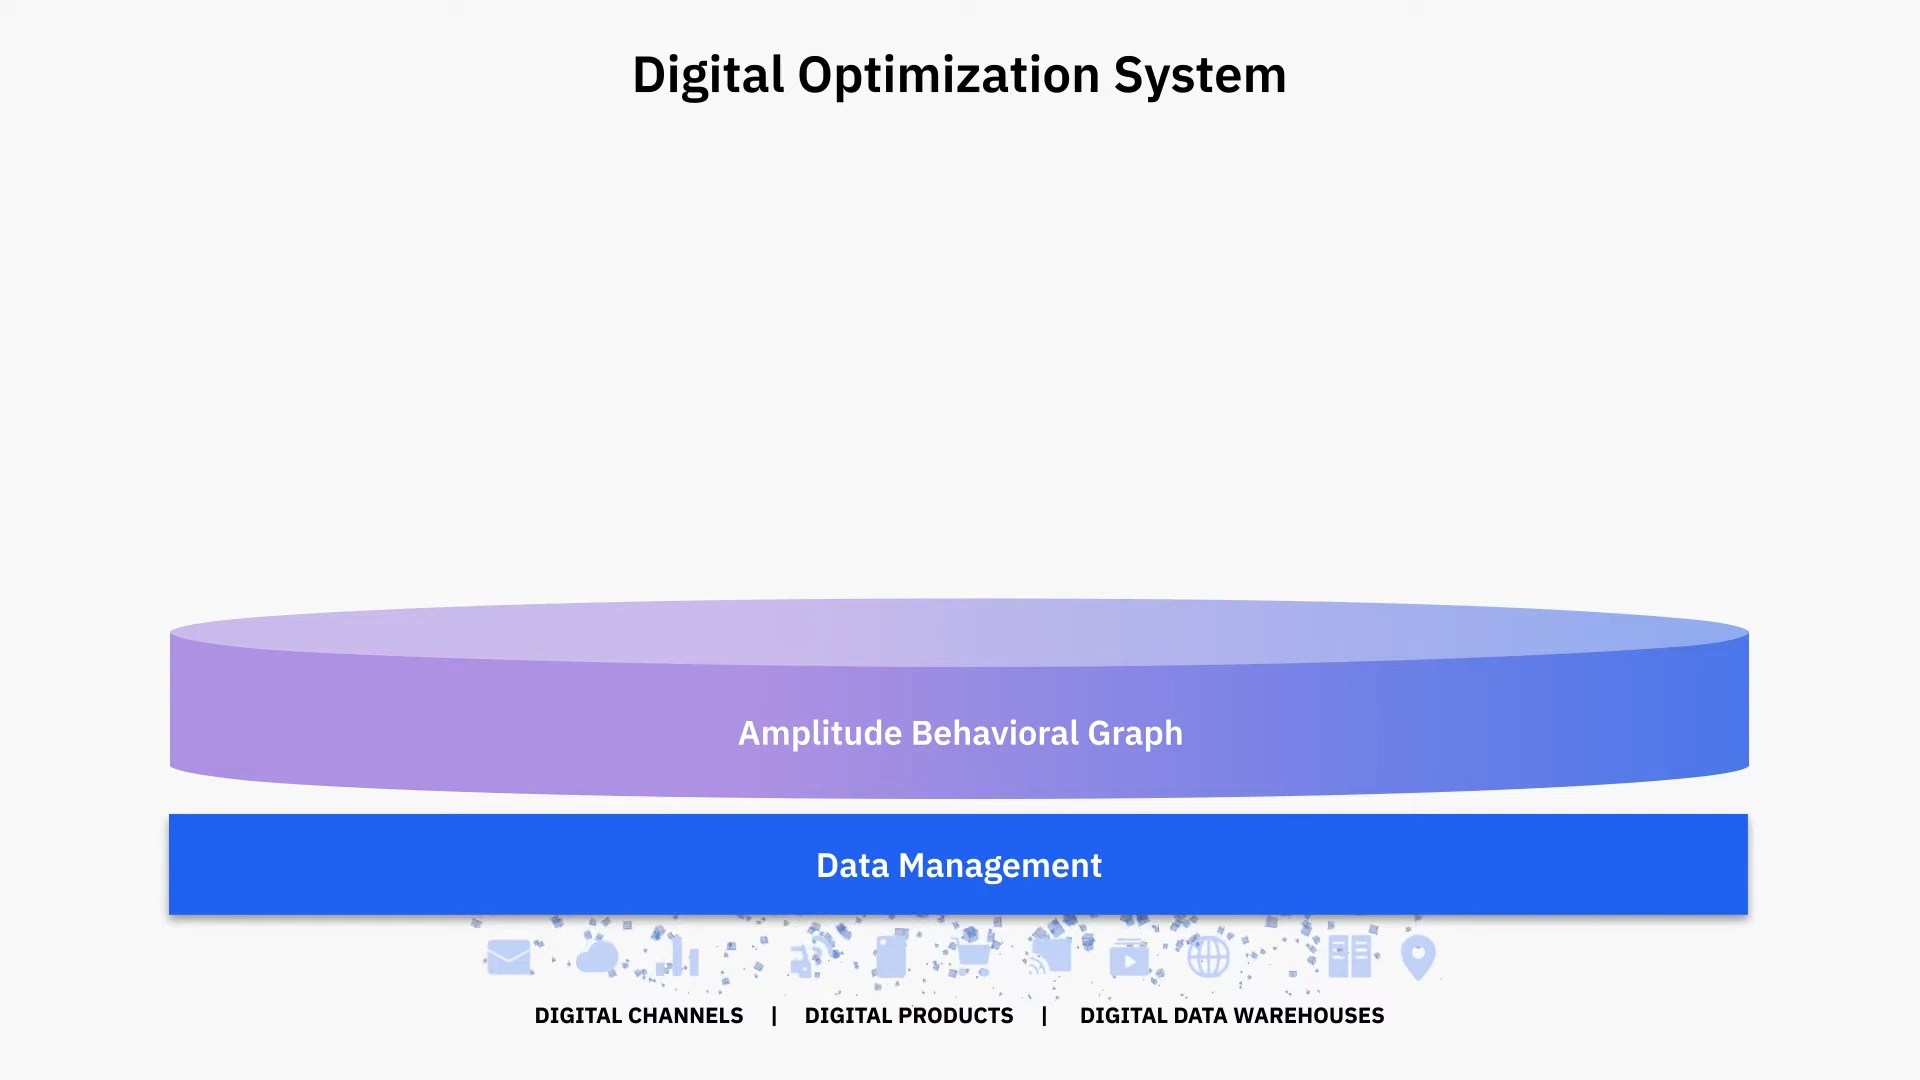 Digital Optimization System
Amplitude Behavioral Graph
Data Management
DIGITAL CHANNELS | DIGITAL PRODUCTS | DIGITAL DATA WAREHOUSES